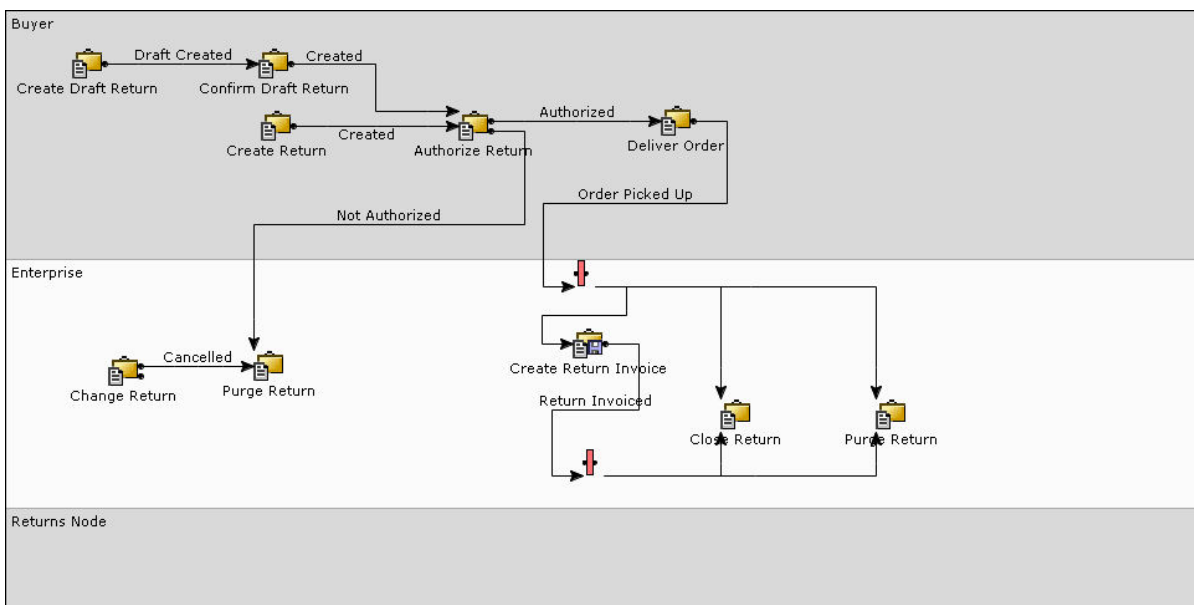 Buyer
Draft Created
Created
Create Draft Return
Confirm Draft Return
Authorized
Created
Create Return
Authorize Return
Deliver Order
Order Picked Up
Not Authorized
Enterprise
Cancelled
Change Return
Purge Return
Create Return Invoice
Return Invoiced
Close Return
Purge Return
Returns Node